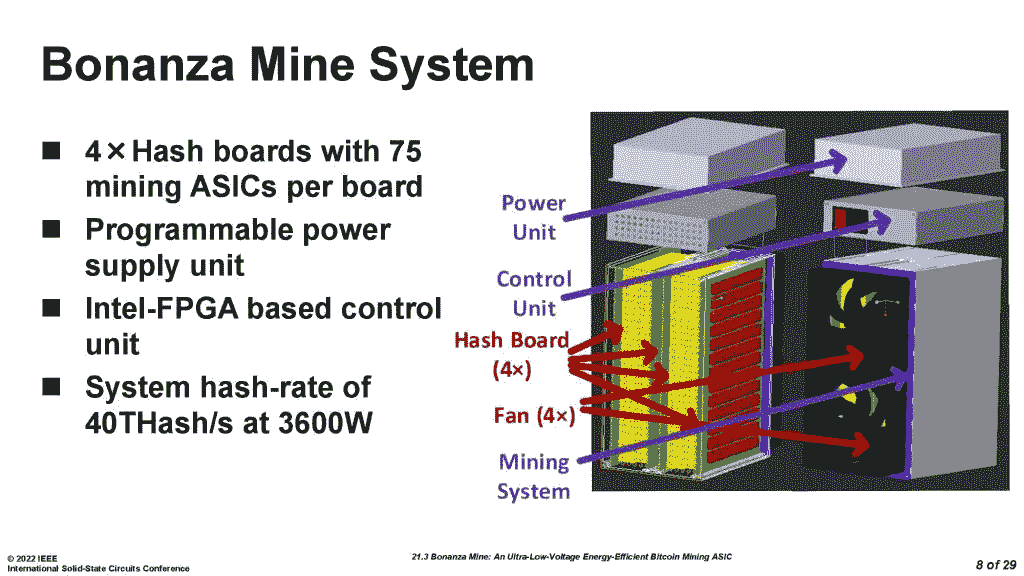 Bonanza Mine System
■ 4×Hash boards with 75
mining ASICs per board
■ Programmable power
supply unit
■ Intel-FPGA based control
unit
■ System hash-rate of
40THash/s at 3600W
Power
Unit
Control
Unit
Hash Board
(4×)
Fan (4×)
Mining
System
© 2022 IEEE
International Solid-State Circuits Conference
21.3 Bonanza Mine: An Ultra-Low-Voltage Energy-Efficient Bitcoin Mining ASIC
8 of 29